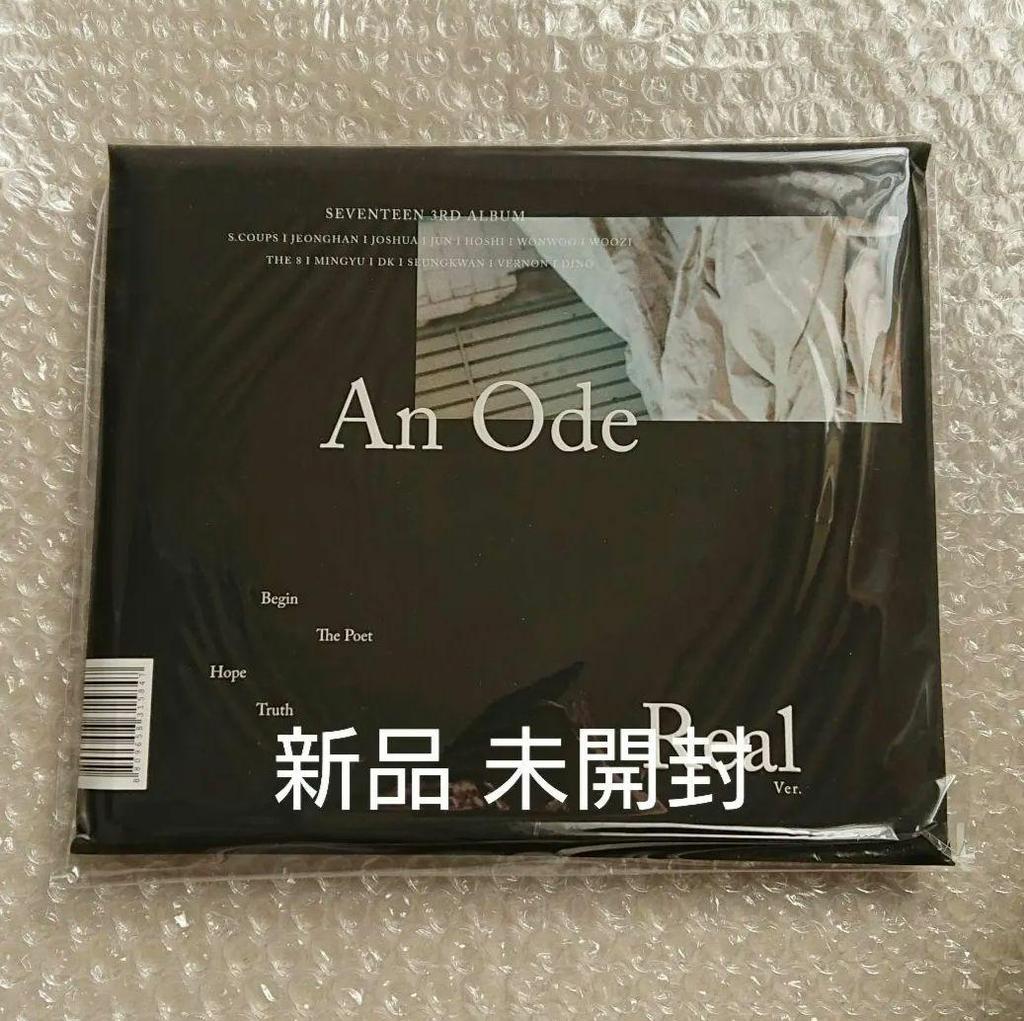 SEVENTEEN 3RD ALBUM
S.COUPS I JEONGHAN I JOSHUA I JUN I HOSHI I WONWOO I WOOZI
THE 8 I MINGYU I DK I SEUNGKWAN I VERNON I DINO
An Ode
Begin
The Poet
Hope
Truth
Real
新品 未開封
Ver.